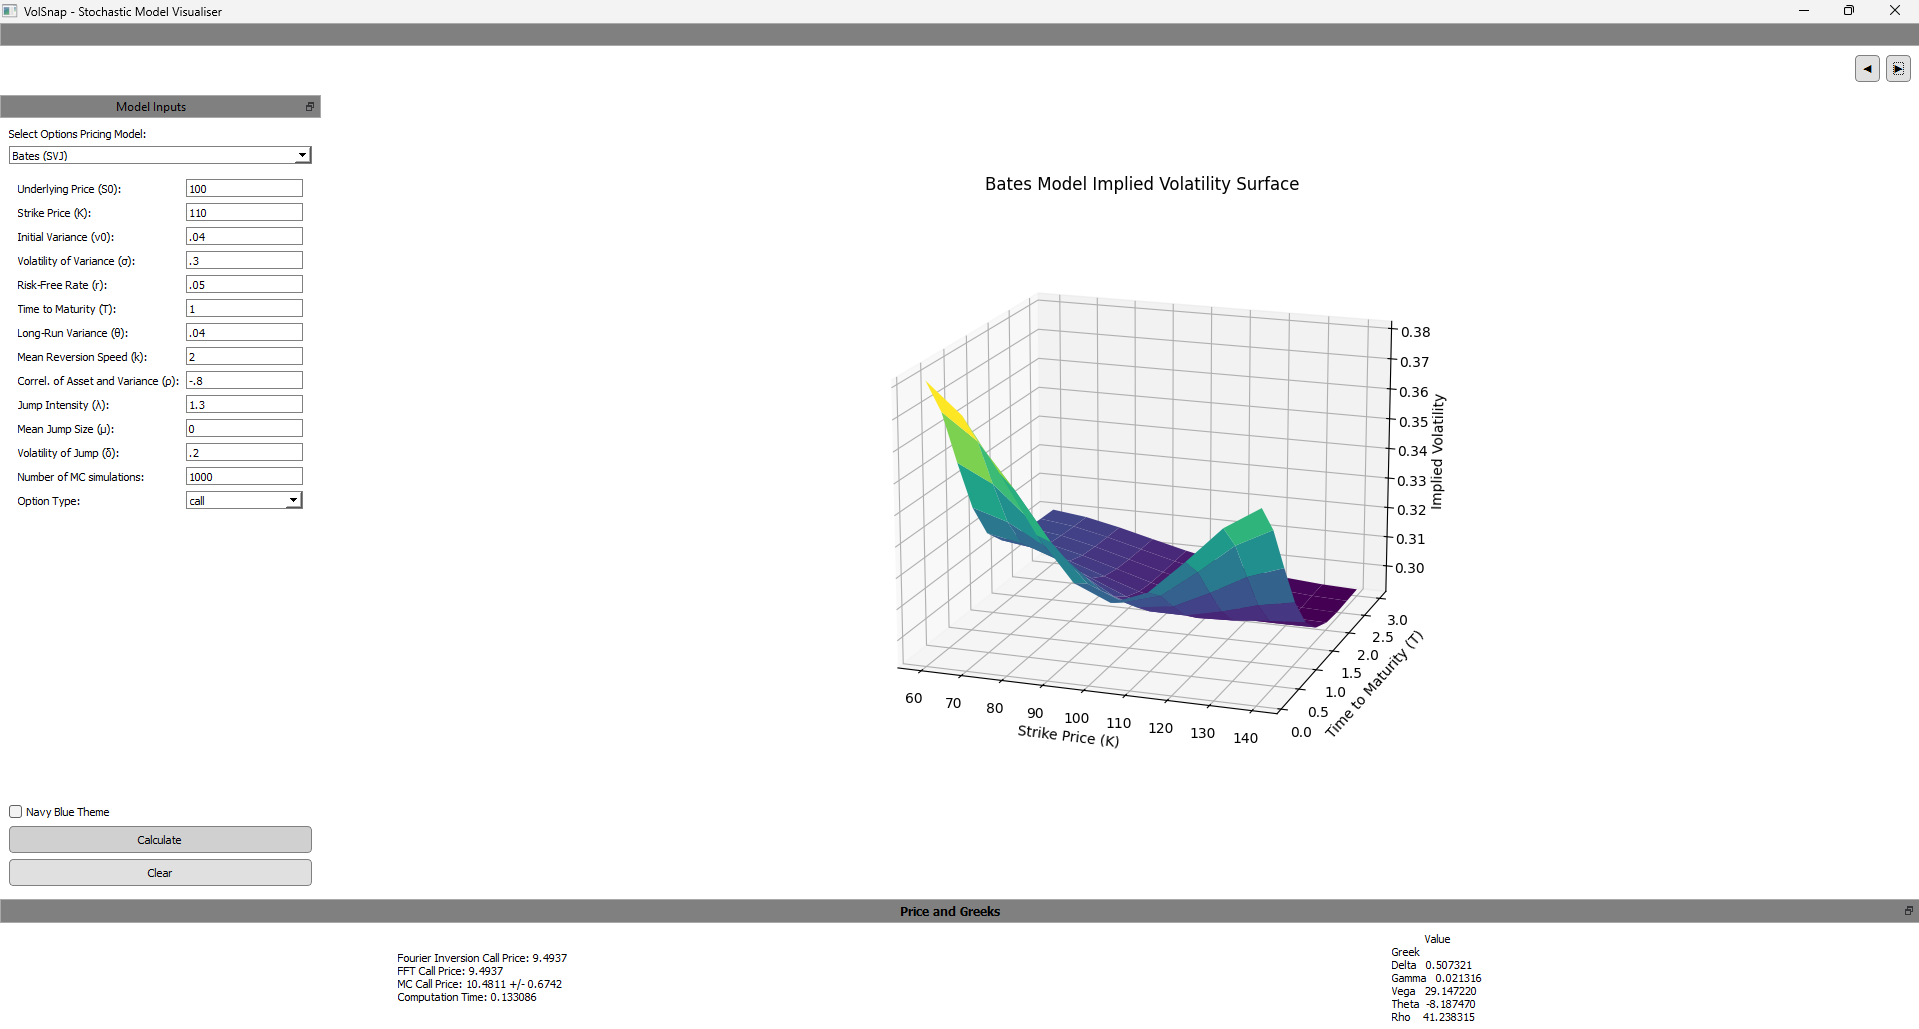 VolSnap - Stochastic Model Visualiser
Model Inputs
Select Options Pricing Model:
Bates (SVJ)
Underlying Price (S0): 100
Strike Price (K): 110
Initial Variance (v0): .04
Volatility of Variance (σ): .3
Risk-Free Rate (r): .05
Time to Maturity (T): 1
Long-Run Variance (θ): .04
Mean Reversion Speed (k): 2
Correl. of Asset and Variance (ρ): -.8
Jump Intensity (λ): 1.3
Mean Jump Size (μ): 0
Volatility of Jump (δ): .2
Number of MC simulations: 1000
Option Type: call
Navy Blue Theme
Calculate
Clear
Bates Model Implied Volatility Surface
0.38
0.37
0.36
0.35
0.34
0.33
0.32
0.31
0.30
Implied Volatility
3.0
2.5
2.0
1.5
1.0
0.5
0.0
Time to Maturity (T)
60 70 80 90 100 110 120 130 140
Strike Price (K)
Price and Greeks
Fourier Inversion Call Price: 9.4937
FFT Call Price: 9.4937
MC Call Price: 10.4811 +/- 0.6742
Computation Time: 0.133086
Value
Greek
Delta 0.507321
Gamma 0.021316
Vega 29.147220
Theta -8.187470
Rho 41.238315